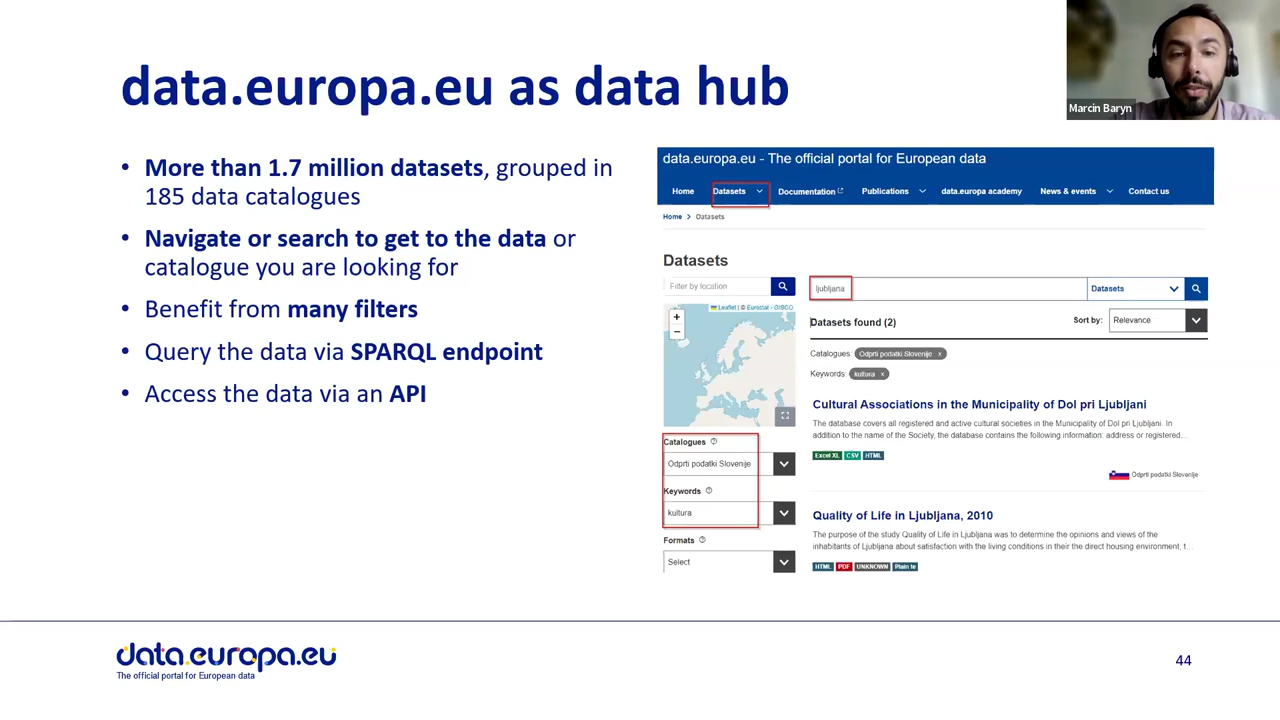 data.europa.eu as data hub
Marcin Baryn
• More than 1.7 million datasets, grouped in
185 data catalogues
• Navigate or search to get to the data or
catalogue you are looking for
• Benefit from many filters
• Query the data via SPARQL endpoint
• Access the data via an API
data.europa.eu - The official portal for European data
Home Datasets Documentation Publications data.europa academy News & events Contact us
Home > Datasets
Datasets
Filter by location
+
−
Leaflet | © Eurostat - GISCO
Catalogues
Odprti podatki Slovenije
Keywords
kultura
Formats
Select
ljubljana
Datasets
Datasets found (2)
Sort by: Relevance
Catalogues: Odprti podatki Slovenije x
Keywords: kultura x
Cultural Associations in the Municipality of Dol pri Ljubljani
The database covers all registered and active cultural societies in the Municipality of Dol pri Ljubljani. In
addition to the name of the Society, the database contains the following information: address or registered...
Excel XL CSV HTML
Odprti podatki Slovenije
Quality of Life in Ljubljana, 2010
The purpose of the study Quality of Life in Ljubljana was to determine the opinions and views of the
inhabitants of Ljubljana about satisfaction with the living conditions in their the direct housing environment, t...
HTML PDF UNKNOWN Plain te
data.europa.eu
The official portal for European data
44